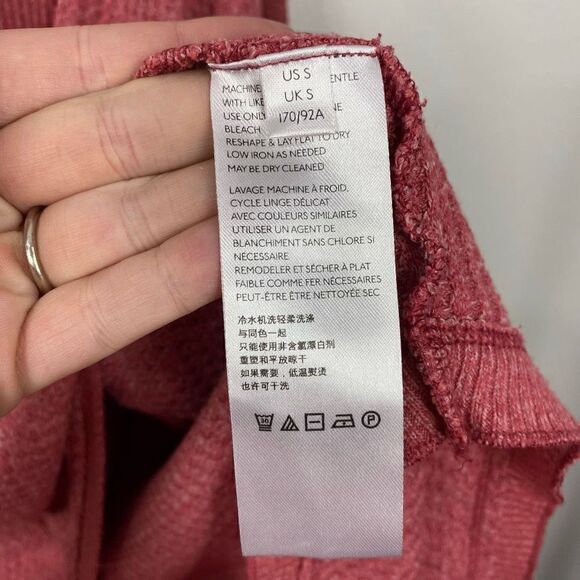 US S
UK S
170/92A
MACHINE ENTLE
WITH LIKE
USE ONLY NE
BLEACH
RESHAPE & LAY FLAT TO DRY
LOW IRON AS NEEDED
MAY BE DRY CLEANED
LAVAGE MACHINE À FROID,
CYCLE LINGE DÉLICAT
AVEC COULEURS SIMILAIRES
UTILISER UN AGENT DE
BLANCHIMENT SANS CHLORE SI
NÉCESSAIRE
REMODELER ET SÉCHER À PLAT
FAIBLE COMME FER NÉCESSAIRES
PEUT-ÊTRE ÊTRE NETTOYÉE SEC
冷水机洗轻柔洗涤
与同色一起
只能使用非含氯漂白剂
重塑和平放晾干
如果需要，低温熨烫
也许可干洗
30
P